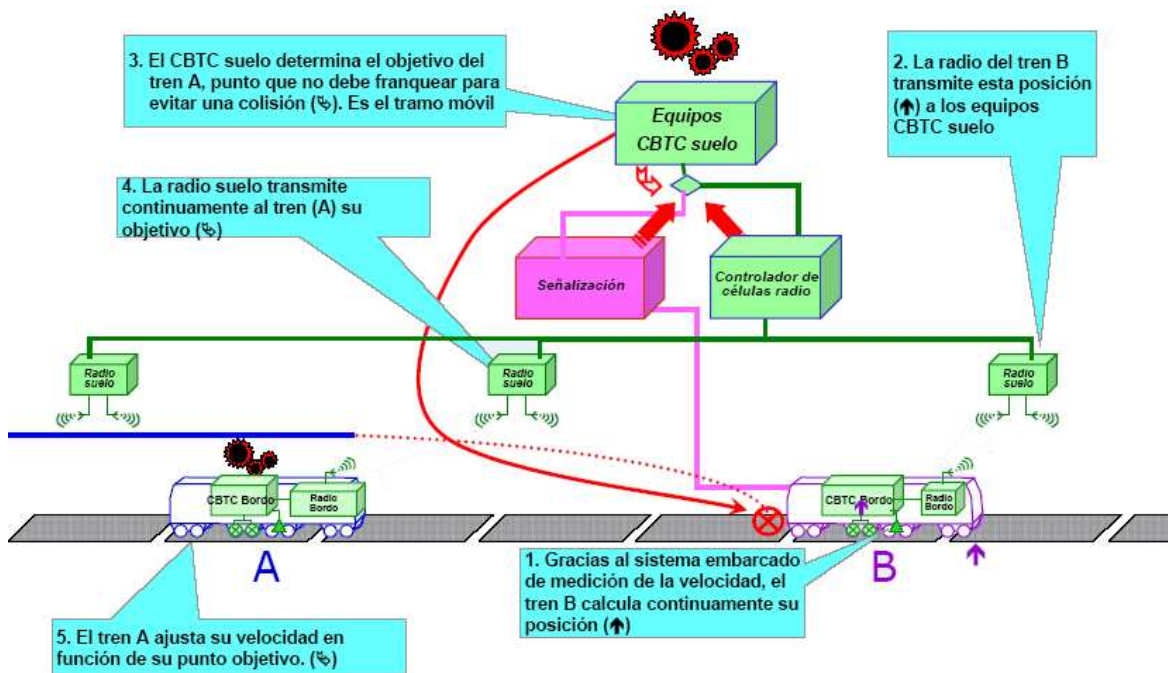 3. El CBTC suelo determina el objetivo del
tren A, punto que no debe franquear para
evitar una colisión (⮱). Es el tramo móvil
Equipos
CBTC suelo
2. La radio del tren B
transmite esta posición
(🡹) a los equipos
CBTC suelo
4. La radio suelo transmite
continuamente al tren (A) su
objetivo (⮱)
Señalización
Controlador de
células radio
Radio
suelo
Radio
suelo
Radio
suelo
CBTC Bordo
Radio
Bordo
CBTC Bordo
Radio
Bordo
A
B
1. Gracias al sistema embarcado
de medición de la velocidad, el
tren B calcula continuamente su
posición (🡹)
5. El tren A ajusta su velocidad en
función de su punto objetivo. (⮱)